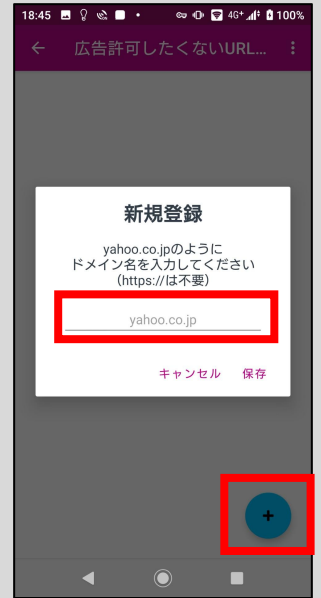 18:45 4G+ 100%
広告許可したくないURL...
新規登録
yahoo.co.jpのように
ドメイン名を入力してください
（https://は不要）
yahoo.co.jp
キャンセル 保存
+